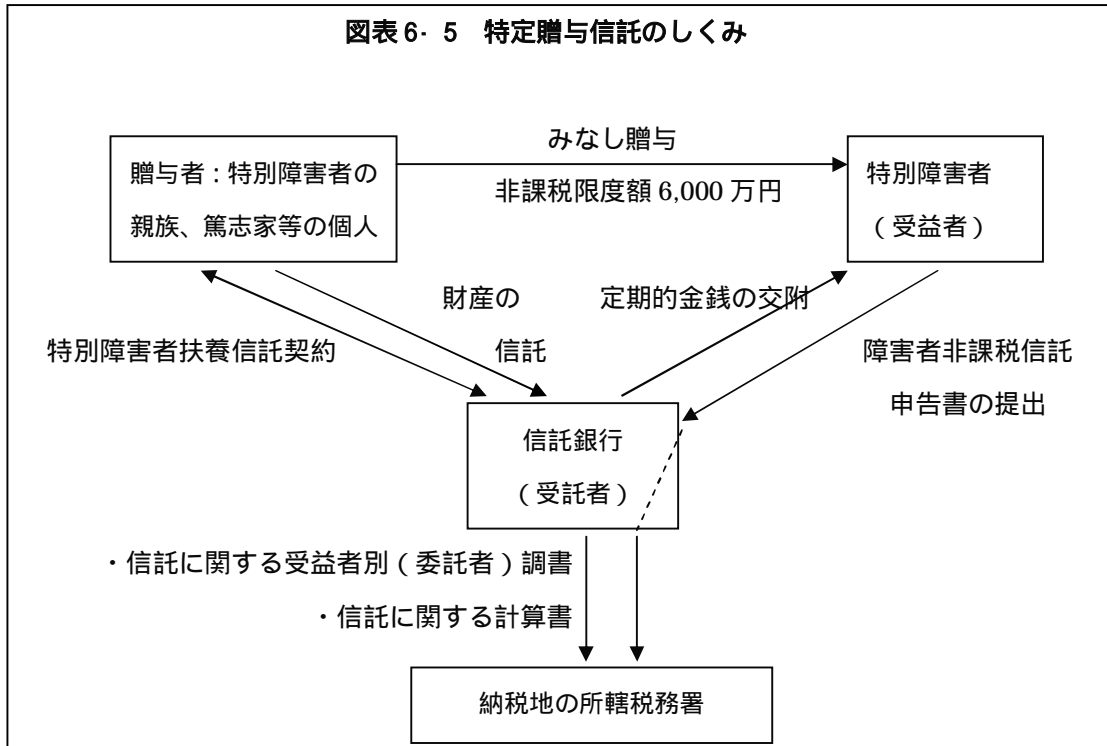 図表 6- 5 特定贈与信託のしくみ
みなし贈与
非課税限度額 6,000 万円
贈与者：特別障害者の
親族、篤志家等の個人
特別障害者
（受益者）
財産の
信託
定期的金銭の交附
特別障害者扶養信託契約
障害者非課税信託
申告書の提出
信託銀行
（受託者）
・信託に関する受益者別（委託者）調書
・信託に関する計算書
納税地の所轄税務署